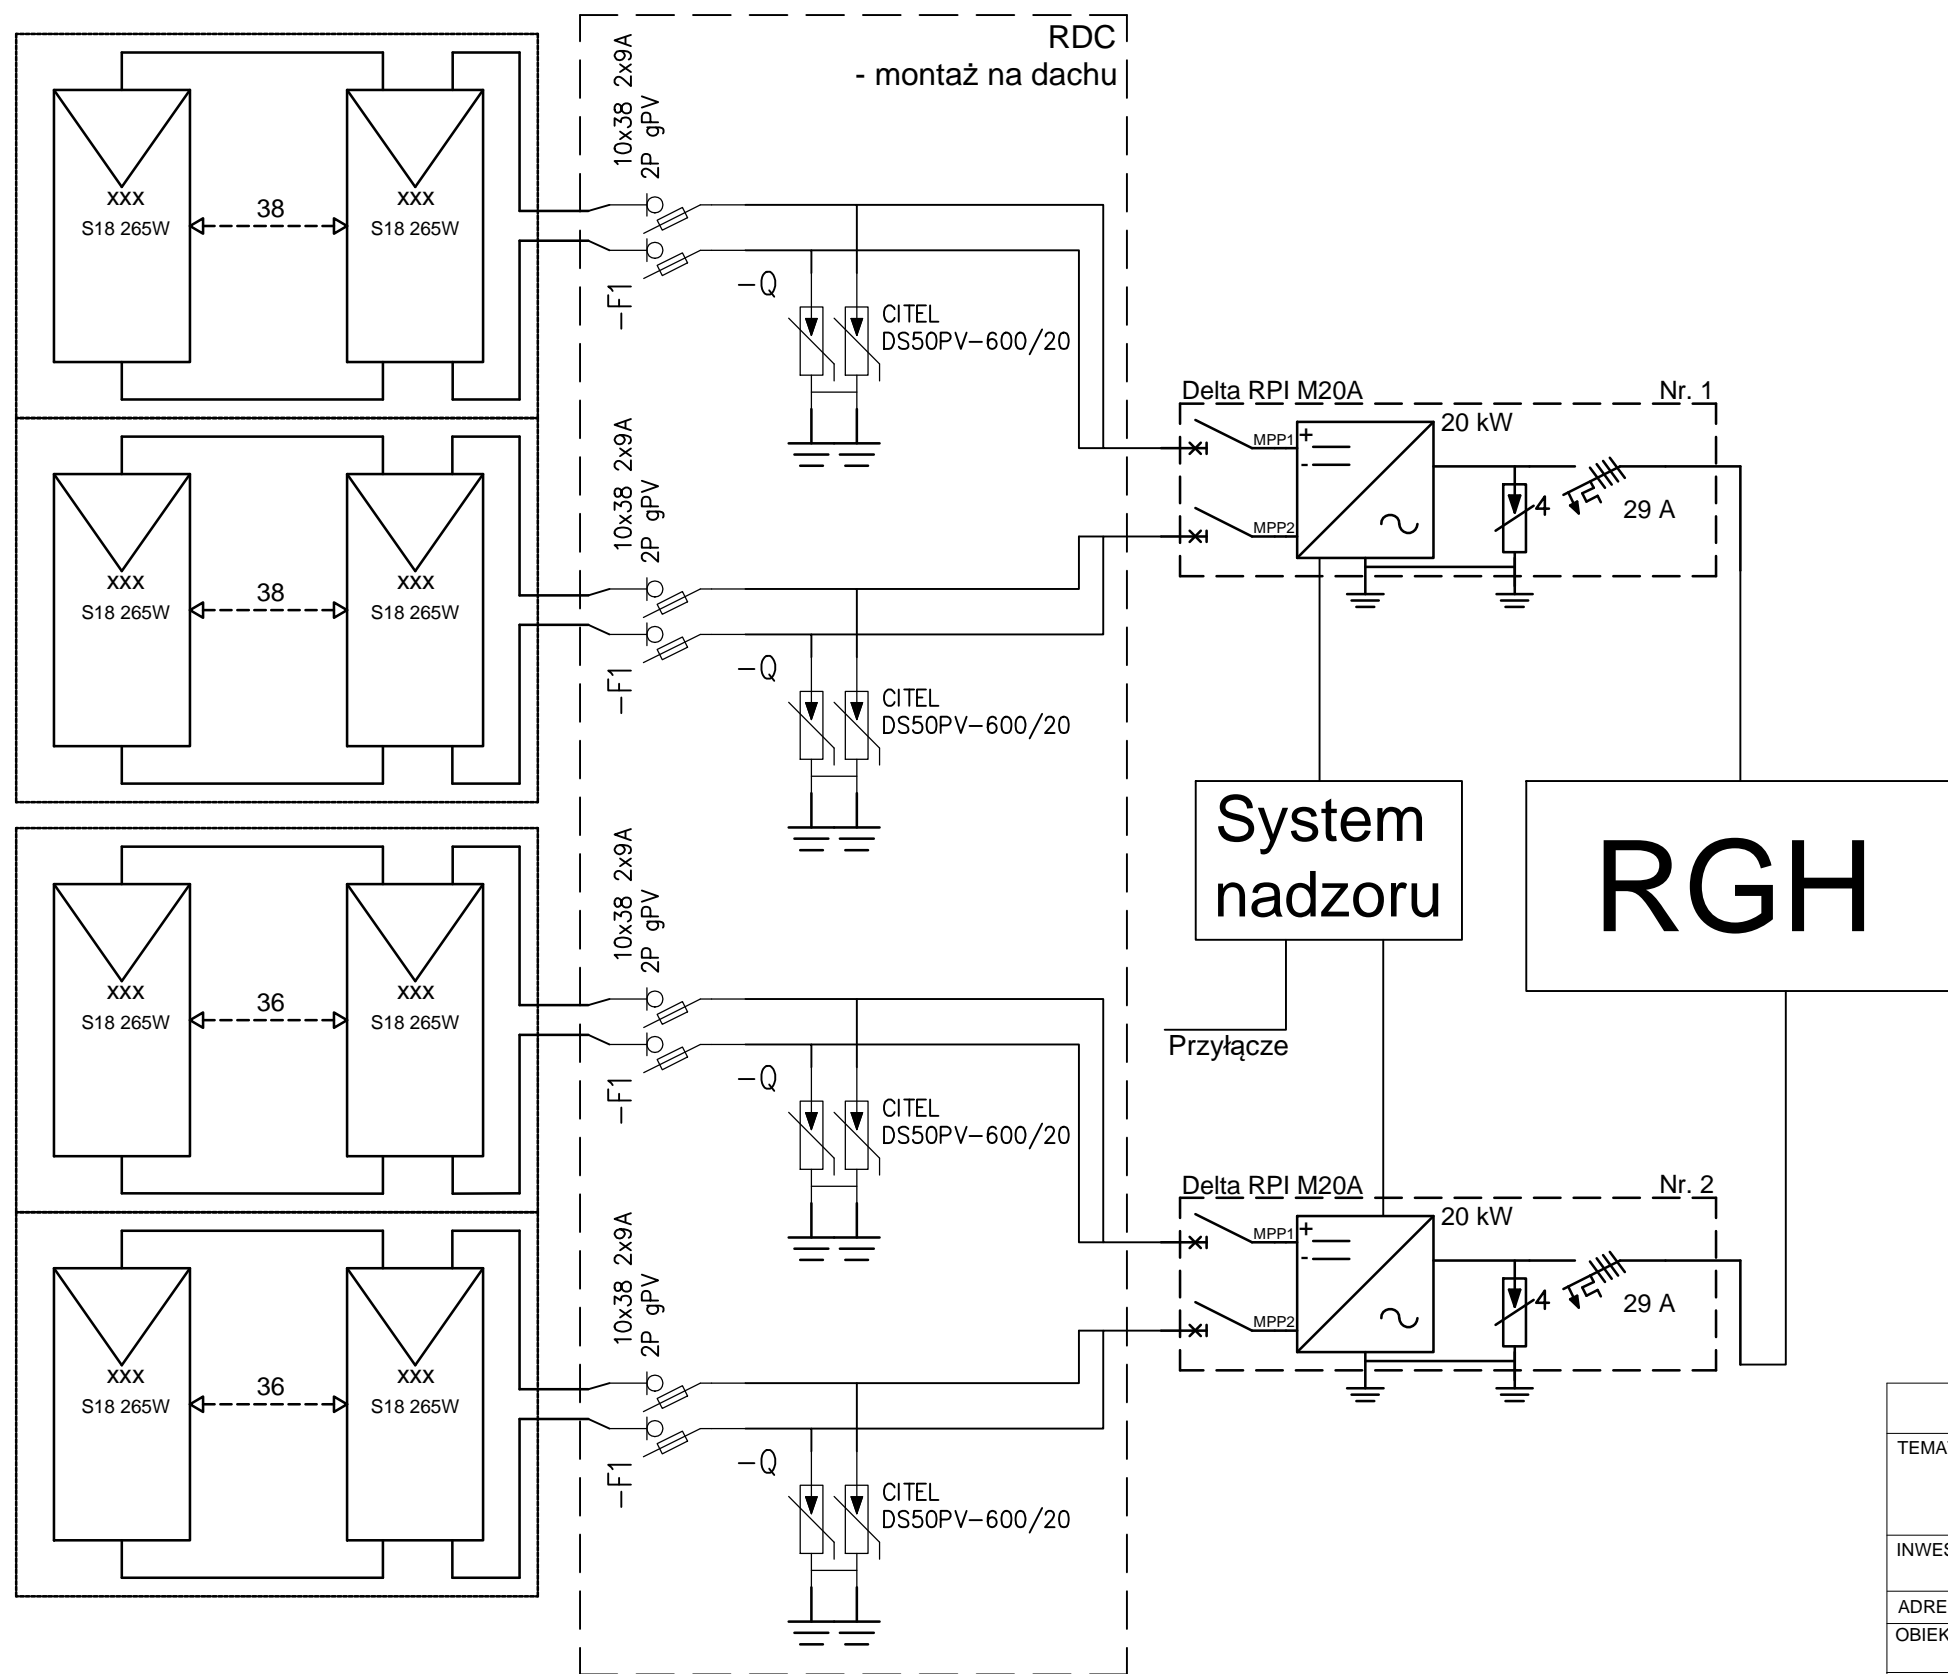 RDC
- montaż na dachu
10x38 2x9A
2P gPV
xxx
S18 265W
38
xxx
S18 265W
-F1
-Q
CITEL
DS50PV-600/20
Delta RPI M20A
Nr. 1
20 kW
MPP1
+
-
MPP2
4
29 A
10x38 2x9A
2P gPV
xxx
S18 265W
38
xxx
S18 265W
-F1
-Q
CITEL
DS50PV-600/20
System
nadzoru
RGH
Przyłącze
10x38 2x9A
2P gPV
xxx
S18 265W
36
xxx
S18 265W
-F1
-Q
CITEL
DS50PV-600/20
Delta RPI M20A
Nr. 2
20 kW
MPP1
+
-
MPP2
4
29 A
10x38 2x9A
2P gPV
xxx
S18 265W
36
xxx
S18 265W
-F1
-Q
CITEL
DS50PV-600/20